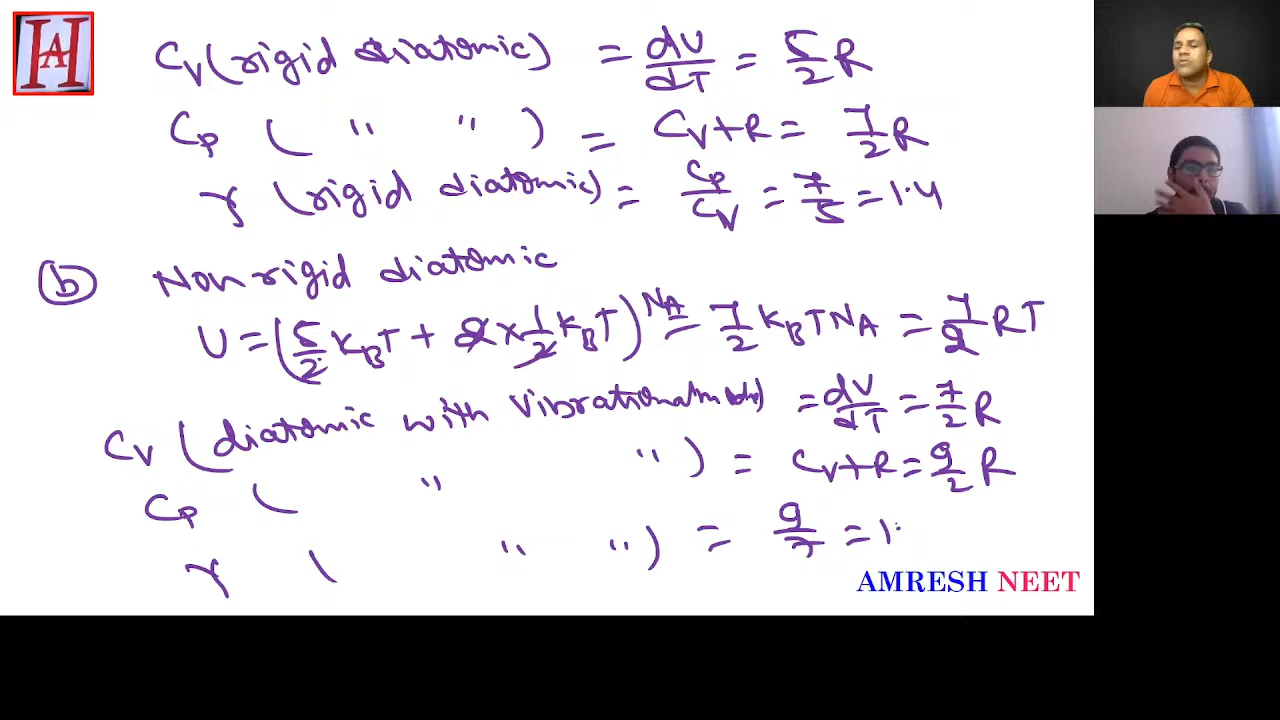 HA
Cv (rigid diatomic) = dU/dT = 5/2 R
Cp ( " " ) = Cv+R = 7/2 R
γ (rigid diatomic) = Cp/Cv = 7/5 = 1.4
(b) Non rigid diatomic
U = (5/2 KBT + 2x1/2 KBT) NA = 7/2 KBT NA = 7/2 RT
Cv (diatomic with vibrational mode) = dU/dT = 7/2 R
Cp ( " " ) = Cv+R = 9/2 R
γ ( " " ) = 9/7 = 1.
AMRESH NEET